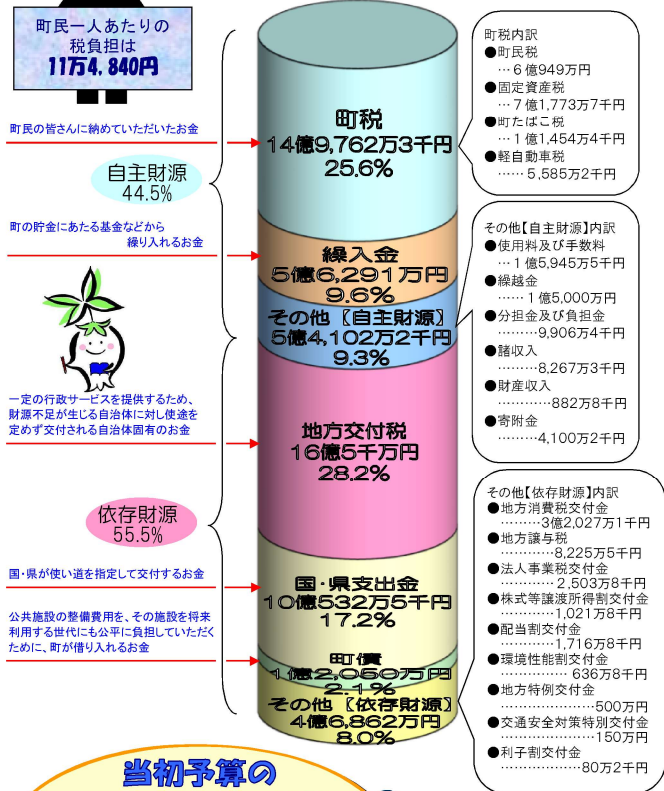 町民一人あたりの
税負担は
11万4,840円
町民の皆さんに納めていただいたお金
自主財源
44.5%
町の貯金にあたる基金などから
繰り入れるお金
一定の行政サービスを提供するため、
財源不足が生じる自治体に対し使途を
定めず交付される自治体固有のお金
依存財源
55.5%
国・県が使い道を指定して交付するお金
公共施設の整備費用を、その施設を将来
利用する世代にも公平に負担していただく
ために、町が借り入れるお金
町税
14億9,762万3千円
25.6%
繰入金
5億6,291万円
9.6%
その他〔自主財源〕
5億4,102万2千円
9.3%
地方交付税
16億5千万円
28.2%
国・県支出金
10億532万5千円
17.2%
町債
1億2,060万円
2.1%
その他〔依存財源〕
4億6,862万円
8.0%
町税内訳
●町民税
…6億949万円
●固定資産税
…7億1,773万7千円
●町たばこ税
…1億1,454万4千円
●軽自動車税
……5,585万2千円
その他【自主財源】内訳
●使用料及び手数料
…1億5,945万5千円
●繰越金
……1億5,000万円
●分担金及び負担金
………9,906万4千円
●諸収入
………8,267万3千円
●財産収入
…………882万8千円
●寄附金
………4,100万2千円
その他【依存財源】内訳
●地方消費税交付金
…………3億2,027万1千円
●地方譲与税
……………8,225万5千円
●法人事業税交付金
……………2,503万8千円
●株式等譲渡所得割交付金
……………1,021万8千円
●配当割交付金
……………1,716万8千円
●環境性能割交付金
………………636万8千円
●地方特例交付金
……………………500万円
●交通安全対策特別交付金
……………………150万円
●利子割交付金
…………………80万2千円
当初予算の